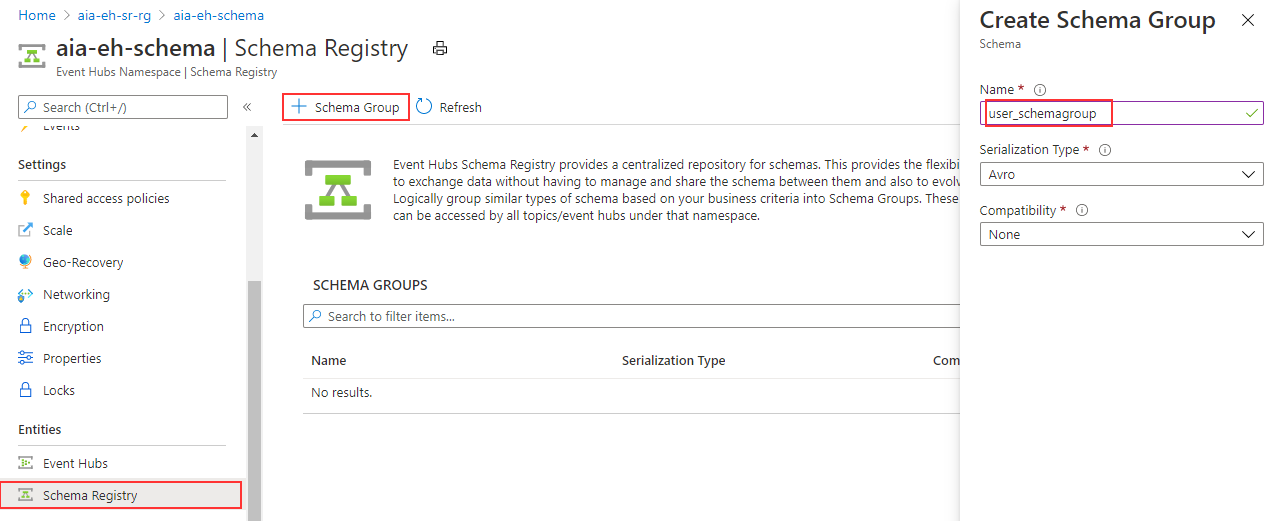 Home > aia-eh-sr-rg > aia-eh-schema
aia-eh-schema | Schema Registry
Event Hubs Namespace | Schema Registry
Search (Ctrl+/)
«
Events
Settings
Shared access policies
Scale
Geo-Recovery
Networking
Encryption
Properties
Locks
Entities
Event Hubs
Schema Registry
+ Schema Group
Refresh
Event Hubs Schema Registry provides a centralized repository for schemas. This provides the flexibi
to exchange data without having to manage and share the schema between them and also to evolv
Logically group similar types of schema based on your business criteria into Schema Groups. These
can be accessed by all topics/event hubs under that namespace.
SCHEMA GROUPS
Search to filter items...
Name Serialization Type Com
No results.
Create Schema Group
Schema
Name *
user_schemagroup
Serialization Type *
Avro
Compatibility *
None